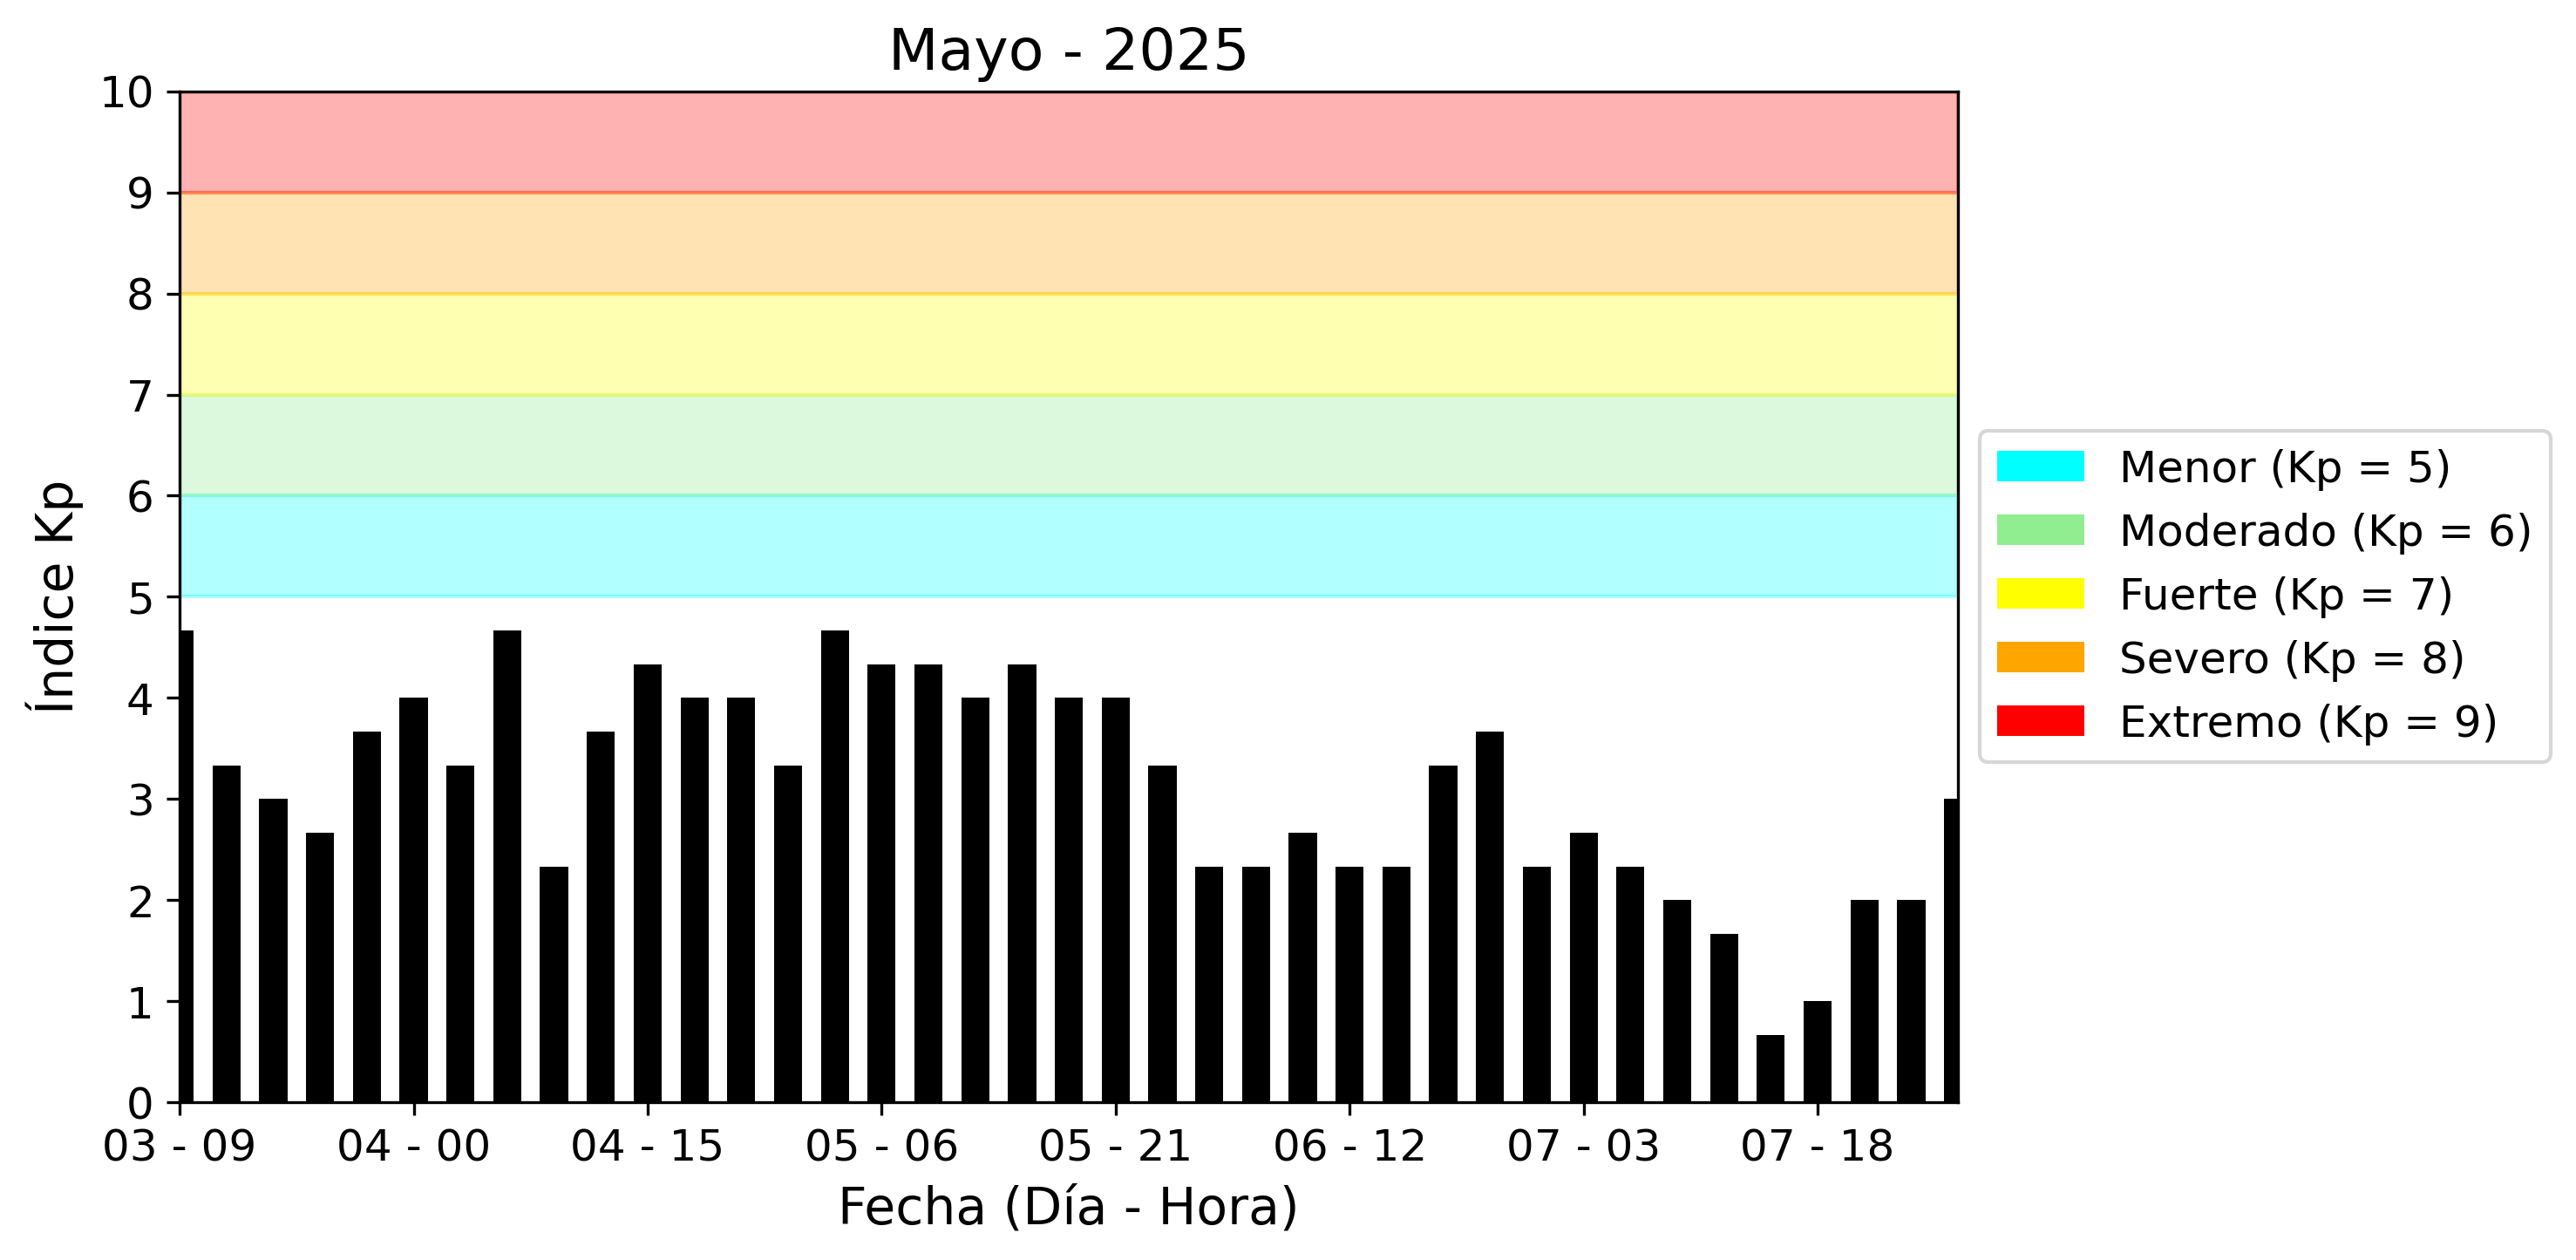 Mayo - 2025
10
9
8
7
6
5
4
3
2
1
0
Índice Kp
03 - 09
04 - 00
04 - 15
05 - 06
05 - 21
06 - 12
07 - 03
07 - 18
Fecha (Día - Hora)
Menor (Kp = 5)
Moderado (Kp = 6)
Fuerte (Kp = 7)
Severo (Kp = 8)
Extremo (Kp = 9)